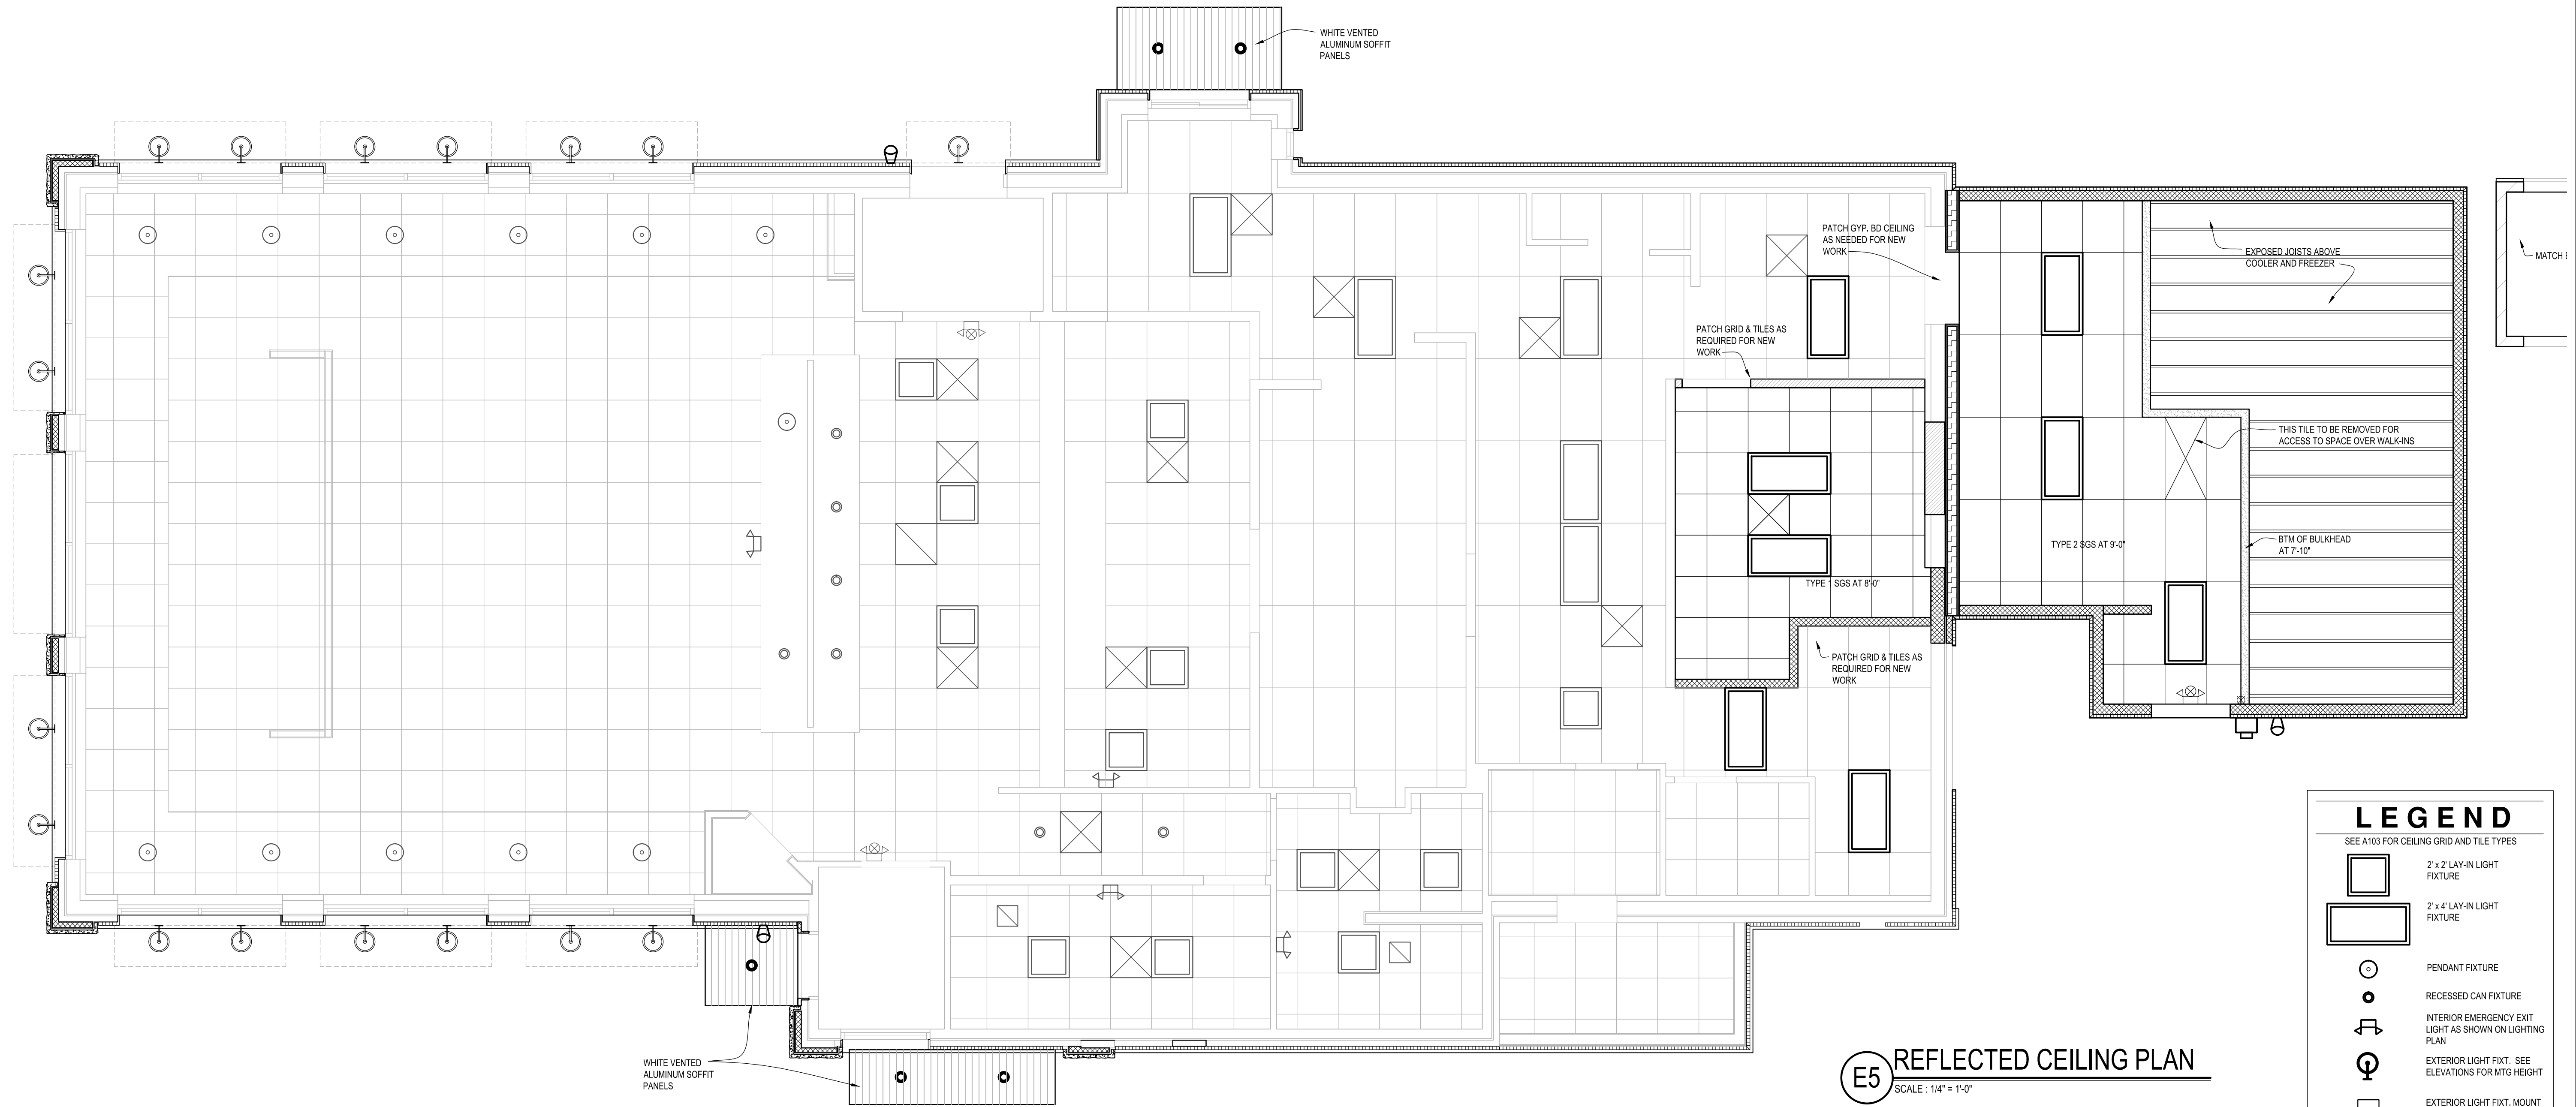 WHITE VENTED
ALUMINUM SOFFIT
PANELS
PATCH GYP. BD CEILING
AS NEEDED FOR NEW
WORK
EXPOSED JOISTS ABOVE
COOLER AND FREEZER
MATCH
PATCH GRID & TILES AS
REQUIRED FOR NEW
WORK
THIS TILE TO BE REMOVED FOR
ACCESS TO SPACE OVER WALK-INS
TYPE 2 SGS AT 9'-0"
BTM OF BULKHEAD
AT 7'-10"
TYPE 1 SGS AT 8'-0"
PATCH GRID & TILES AS
REQUIRED FOR NEW
WORK
WHITE VENTED
ALUMINUM SOFFIT
PANELS
E5
REFLECTED CEILING PLAN
SCALE : 1/4" = 1'-0"
LEGEND
SEE A103 FOR CEILING GRID AND TILE TYPES
2' x 2' LAY-IN LIGHT
FIXTURE
2' x 4' LAY-IN LIGHT
FIXTURE
PENDANT FIXTURE
RECESSED CAN FIXTURE
INTERIOR EMERGENCY EXIT
LIGHT AS SHOWN ON LIGHTING
PLAN
EXTERIOR LIGHT FIXT. SEE
ELEVATIONS FOR MTG HEIGHT
EXTERIOR LIGHT FIXT. MOUNT